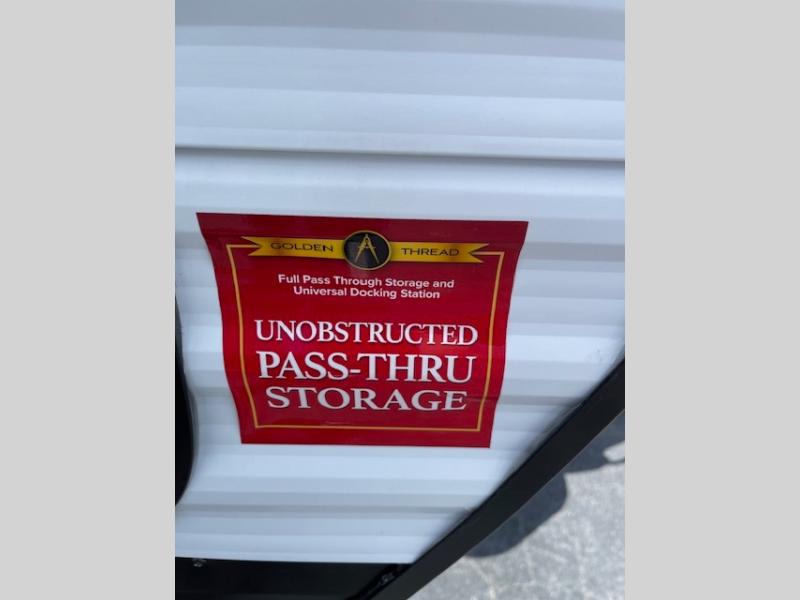 GOLDEN THREAD
Full Pass Through Storage and
Universal Docking Station
UNOBSTRUCTED
PASS-THRU
STORAGE